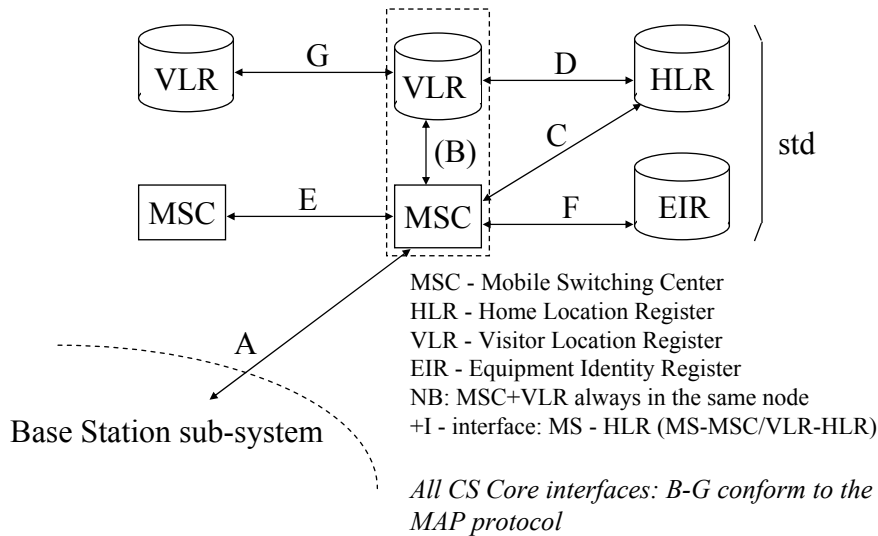 VLR
G
VLR
D
HLR
(B)
C
std
MSC
E
MSC
F
EIR
A
Base Station sub-system
MSC - Mobile Switching Center
HLR - Home Location Register
VLR - Visitor Location Register
EIR - Equipment Identity Register
NB: MSC+VLR always in the same node
+I - interface: MS - HLR (MS-MSC/VLR-HLR)
All CS Core interfaces: B-G conform to the
MAP protocol